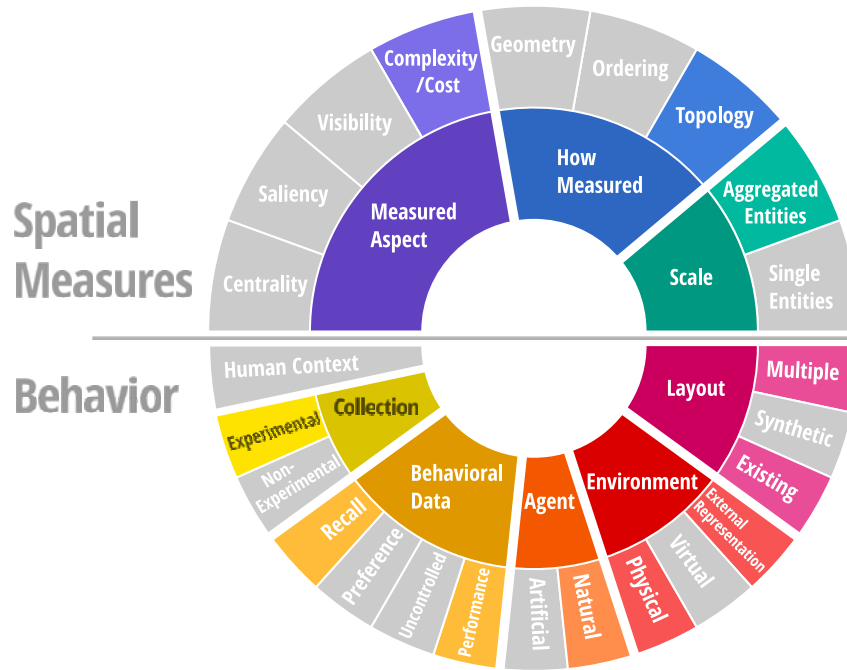 Spatial
Measures
Centrality
Saliency
Visibility
Complexity
/Cost
Measured
Aspect
Geometry
Ordering
Topology
How
Measured
Aggregated
Entities
Single
Entities
Scale
Behavior
Human Context
Collection
Experimental
Non-
Experimental
Behavioral
Data
Recall
Preference
Uncontrolled
Performance
Agent
Artificial
Natural
Environment
Physical
Virtual
External
Representation
Layout
Multiple
Synthetic
Existing